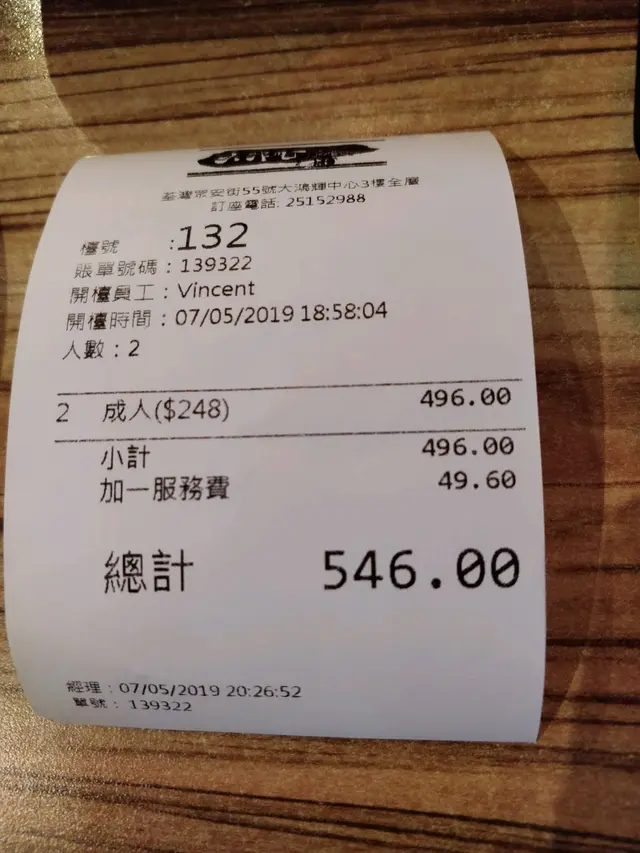 荃灣眾安街55號大鴻輝中心3樓全層
訂座電話: 25152988
檯號 :132
賬單號碼 : 139322
開檯員工 : Vincent
開檯時間 : 07/05/2019 18:58:04
人數 : 2
2 成人($248) 496.00
小計 496.00
加一服務費 49.60
總計 546.00
經理 : 07/05/2019 20:26:52
單號 : 139322